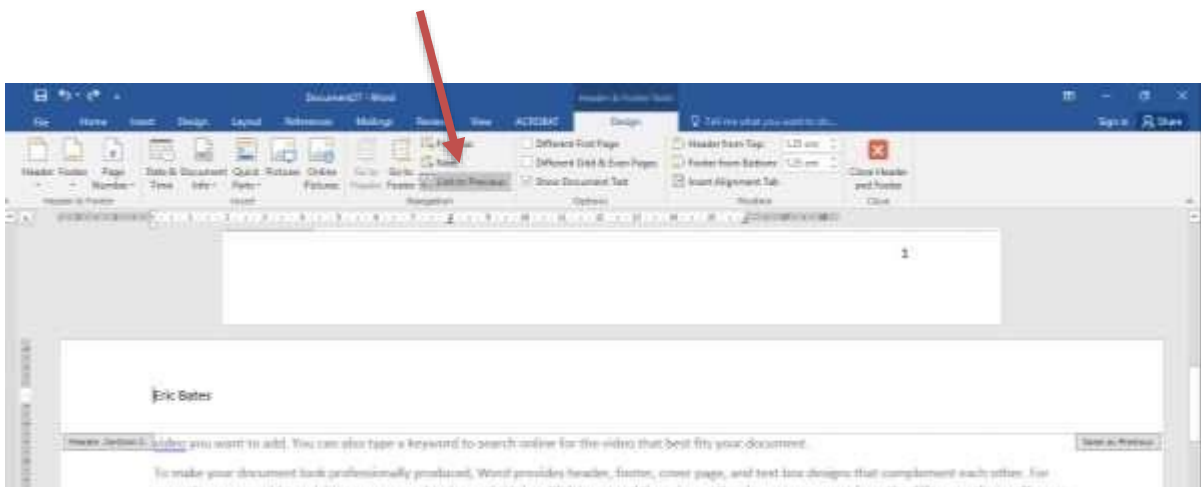 Document27 - Word Header & Footer Tools
File Home Insert Design Layout References Mailings Review View ACROBAT Design Tell me what you want to do... Sign in Share
Header Footer Page Number Date & Time Document Info Quick Parts Pictures Online Pictures Go to Header Go to Footer Link to Previous
Different First Page
Different Odd & Even Pages
Show Document Text
Header from Top:
Footer from Bottom:
Insert Alignment Tab
Close Header and Footer
Header & Footer Insert Navigation Options Position Close
1
Eric Bates
Header -Section 2- Same as Previous
video you want to add. You can also type a keyword to search online for the video that best fits your document.
To make your document look professionally produced, Word provides header, footer, cover page, and text box designs that complement each other. For